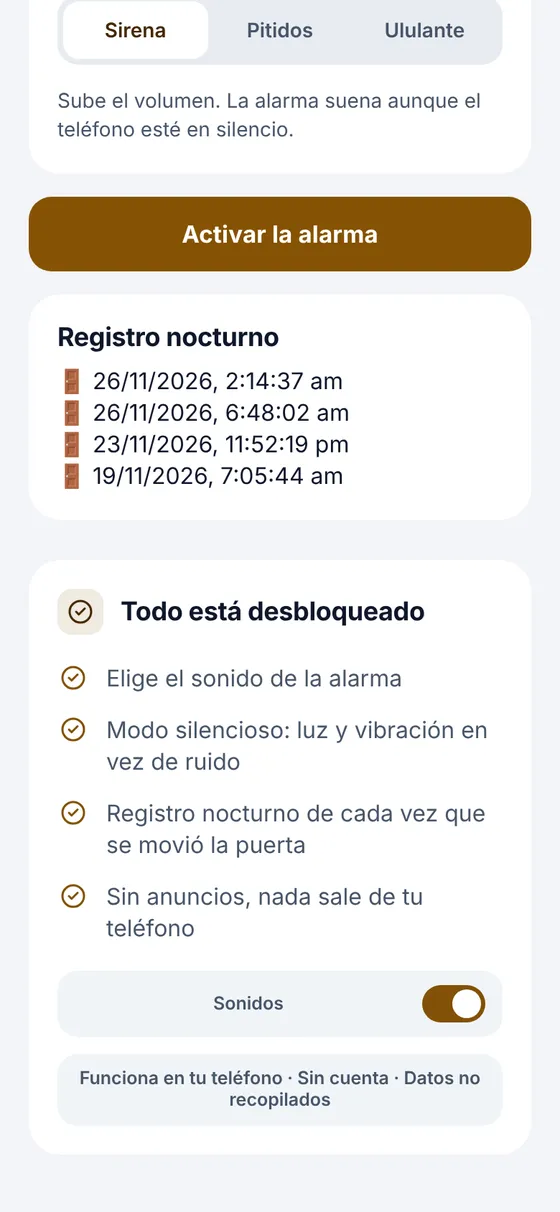 Sirena
Pitidos
Ululante
Sube el volumen. La alarma suena aunque el
teléfono esté en silencio.
Activar la alarma
Registro nocturno
🚪 26/11/2026, 2:14:37 am
🚪 26/11/2026, 6:48:02 am
🚪 23/11/2026, 11:52:19 pm
🚪 19/11/2026, 7:05:44 am
Todo está desbloqueado
Elige el sonido de la alarma
Modo silencioso: luz y vibración en
vez de ruido
Registro nocturno de cada vez que
se movió la puerta
Sin anuncios, nada sale de tu
teléfono
Sonidos
Funciona en tu teléfono · Sin cuenta · Datos no
recopilados